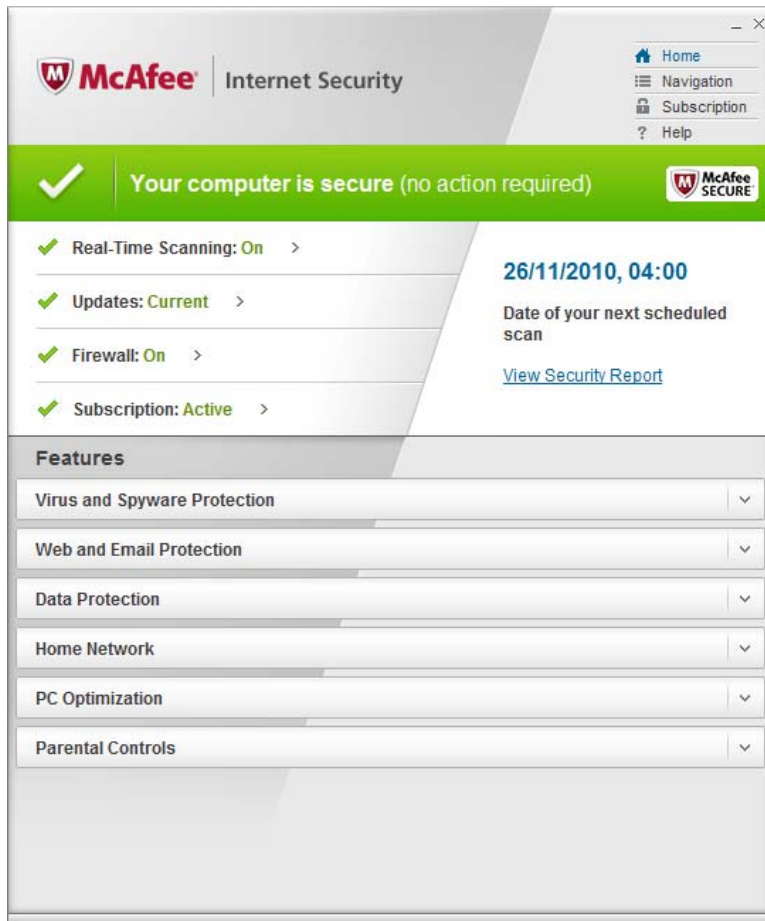 McAfee | Internet Security
Home
Navigation
Subscription
? Help
Your computer is secure (no action required)
McAfee
SECURE
Real-Time Scanning: On >
Updates: Current >
Firewall: On >
Subscription: Active >
26/11/2010, 04:00
Date of your next scheduled
scan
View Security Report
Features
Virus and Spyware Protection
Web and Email Protection
Data Protection
Home Network
PC Optimization
Parental Controls